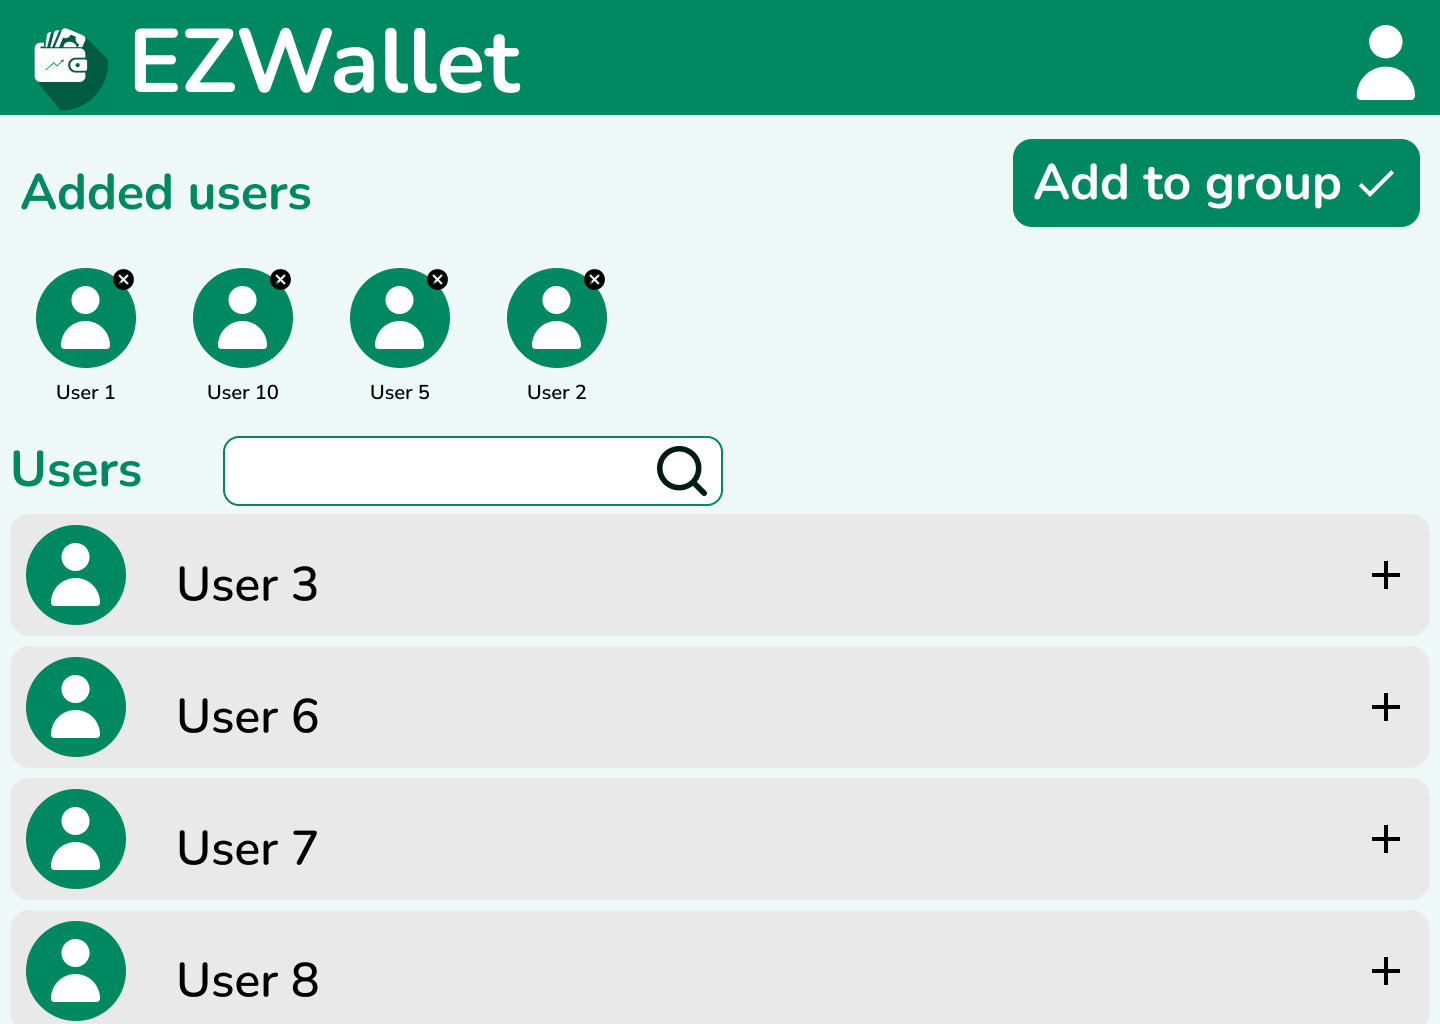 EZWallet
Added users
Add to group
User 1
User 10
User 5
User 2
Users
User 3
User 6
User 7
User 8